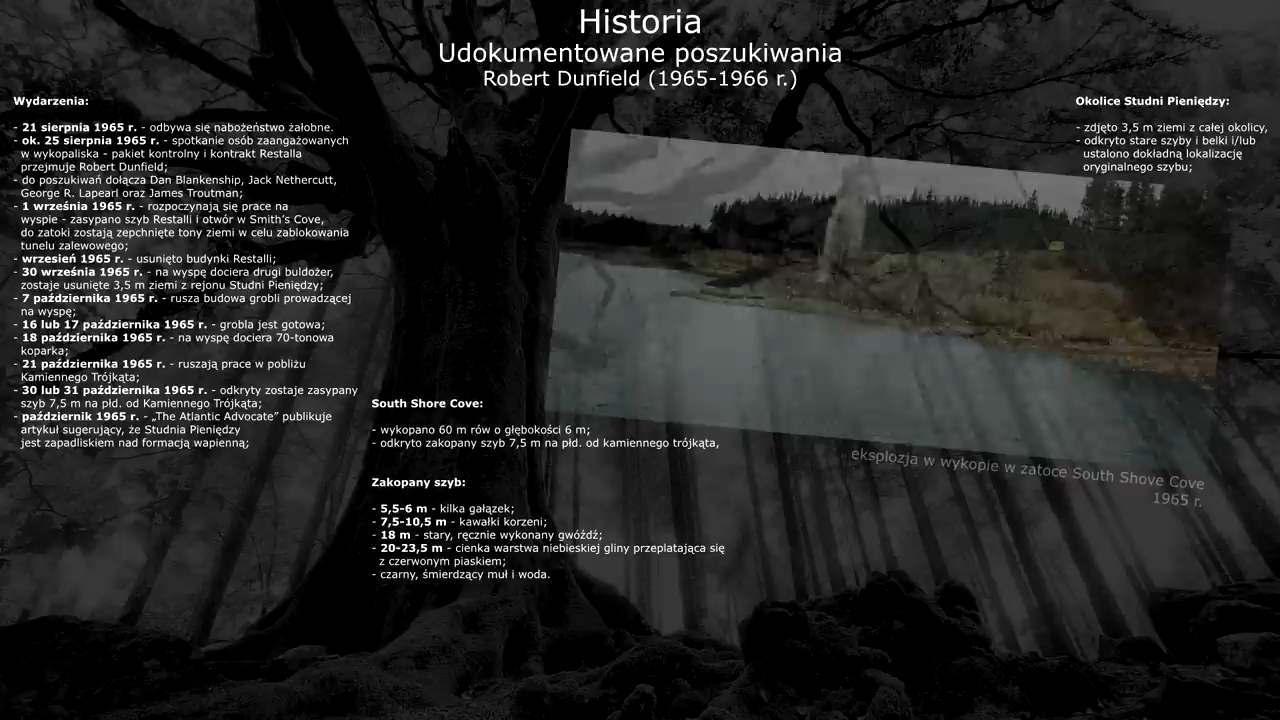 Historia
Udokumentowane poszukiwania
Robert Dunfield (1965-1966 r.)
Wydarzenia:
- 21 sierpnia 1965 r. - odbywa się nabożeństwo żałobne.
- ok. 25 sierpnia 1965 r. - spotkanie osób zaangażowanych
w wykopaliska - pakiet kontrolny i kontrakt Restalla
przejmuje Robert Dunfield;
- do poszukiwań dołącza Dan Blankenship, Jack Nethercutt,
George R. Lapearl oraz James Troutman;
- 1 września 1965 r. - rozpoczynają się prace na
wyspie - zasypano szyb Restalli i otwór w Smith's Cove,
do zatoki zostają zepchnięte tony ziemi w celu zablokowania
tunelu zalewowego;
- wrzesień 1965 r. - usunięto budynki Restalli;
- 30 września 1965 r. - na wyspę dociera drugi buldożer,
zostaje usunięte 3,5 m ziemi z rejonu Studni Pieniędzy;
- 7 października 1965 r. - rusza budowa grobli prowadzącej
na wyspę;
- 16 lub 17 października 1965 r. - grobla jest gotowa;
- 18 października 1965 r. - na wyspę dociera 70-tonowa
koparka;
- 21 października 1965 r. - ruszają prace w pobliżu
Kamiennego Trójkąta;
- 30 lub 31 października 1965 r. - odkryty zostaje zasypany
szyb 7,5 m na płd. od Kamiennego Trójkąta;
- październik 1965 r. - „The Atlantic Advocate” publikuje
artykuł sugerujący, że Studnia Pieniędzy
jest zapadliskiem nad formacją wapienną;
South Shore Cove:
- wykopano 60 m rów o głębokości 6 m;
- odkryto zakopany szyb 7,5 m na płd. od kamiennego trójkąta,
Zakopany szyb:
- 5,5-6 m - kilka gałązek;
- 7,5-10,5 m - kawałki korzeni;
- 18 m - stary, ręcznie wykonany gwóźdź;
- 20-23,5 m - cienka warstwa niebieskiej gliny przeplatająca się
z czerwonym piaskiem;
- czarny, śmierdzący muł i woda.
Okolice Studni Pieniędzy:
- zdjęto 3,5 m ziemi z całej okolicy,
- odkryto stare szyby i belki i/lub
ustalono dokładną lokalizację
oryginalnego szybu;
eksplozja w wykopie w zatoce South Shove Cove
1965 r.